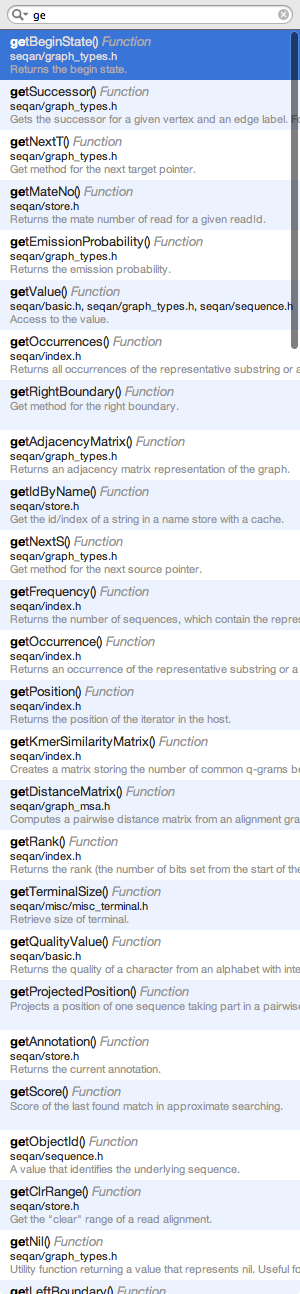 ge
getBeginState() Function
seqan/graph_types.h
Returns the begin state.
getSuccessor() Function
seqan/graph_types.h
Gets the successor for a given vertex and an edge label. Fo
getNextT() Function
seqan/graph_types.h
Get method for the next target pointer.
getMateNo() Function
seqan/store.h
Returns the mate number of read for a given readId.
getEmissionProbability() Function
seqan/graph_types.h
Returns the emission probability.
getValue() Function
seqan/basic.h, seqan/graph_types.h, seqan/sequence.h
Access to the value.
getOccurrences() Function
seqan/index.h
Returns all occurrences of the representative substring or a
getRightBoundary() Function
Get method for the right boundary.
getAdjacencyMatrix() Function
seqan/graph_types.h
Returns an adjacency matrix representation of the graph.
getIdByName() Function
seqan/store.h
Get the id/index of a string in a name store with a cache.
getNextS() Function
seqan/graph_types.h
Get method for the next source pointer.
getFrequency() Function
seqan/index.h
Returns the number of sequences, which contain the repres
getOccurrence() Function
seqan/index.h
Returns an occurrence of the representative substring or a
getPosition() Function
seqan/index.h
Returns the position of the iterator in the host.
getKmerSimilarityMatrix() Function
seqan/index.h
Creates a matrix storing the number of common q-grams be
getDistanceMatrix() Function
seqan/graph_msa.h
Computes a pairwise distance matrix from an alignment gra
getRank() Function
seqan/index.h
Returns the rank (the number of bits set from the start of the
getTerminalSize() Function
seqan/misc/misc_terminal.h
Retrieve size of terminal.
getQualityValue() Function
seqan/basic.h
Returns the quality of a character from an alphabet with inte
getProjectedPosition() Function
Projects a position of one sequence taking part in a pairwise
getAnnotation() Function
seqan/store.h
Returns the current annotation.
getScore() Function
Score of the last found match in approximate searching.
getObjectId() Function
seqan/sequence.h
A value that identifies the underlying sequence.
getClrRange() Function
seqan/store.h
Get the "clear" range of a read alignment.
getNil() Function
seqan/graph_types.h
Utility function returning a value that represents nil. Useful fo
getLeftBoundary() Function